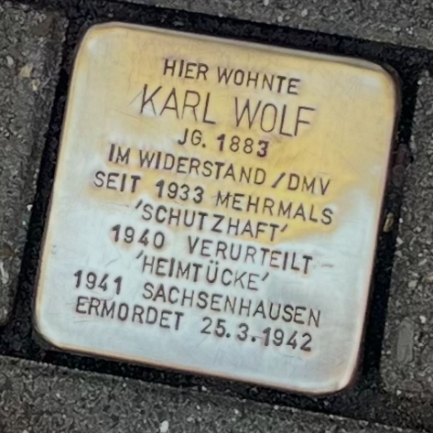 HIER WOHNTE
KARL WOLF
JG. 1883
IM WIDERSTAND / DMV
SEIT 1933 MEHRMALS
'SCHUTZHAFT'
1940 VERURTEILT
'HEIMTÜCKE'
1941 SACHSENHAUSEN
ERMORDET 25.3.1942